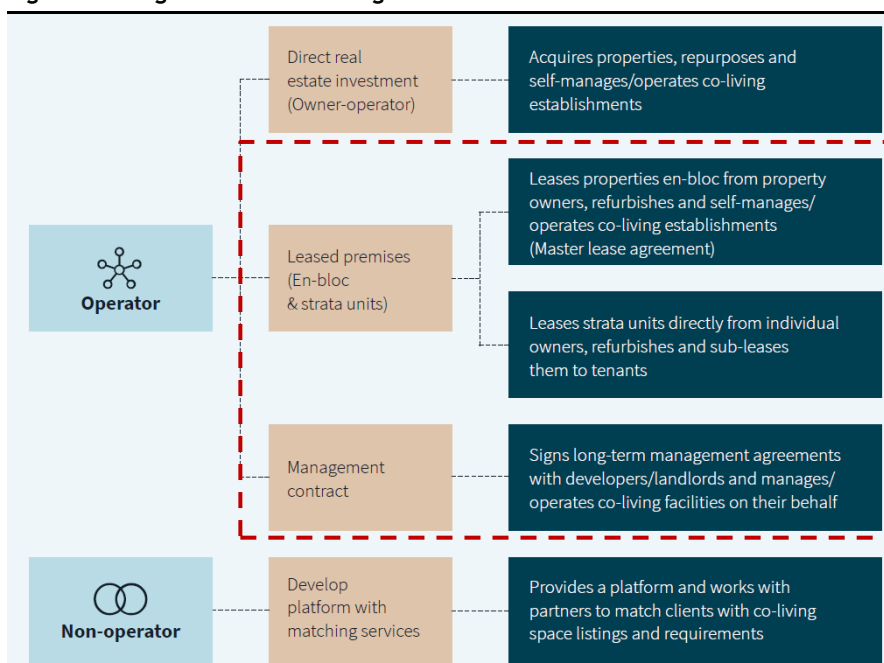 Direct real
estate investment
(Owner-operator)
Acquires properties, repurposes and
self-manages/operates co-living
establishments
Operator
Leased premises
(En-bloc
& strata units)
Leases properties en-bloc from property
owners, refurbishes and self-manages/
operates co-living establishments
(Master lease agreement)
Leases strata units directly from individual
owners, refurbishes and sub-leases
them to tenants
Management
contract
Signs long-term management agreements
with developers/landlords and manages/
operates co-living facilities on their behalf
Non-operator
Develop
platform with
matching services
Provides a platform and works with
partners to match clients with co-living
space listings and requirements